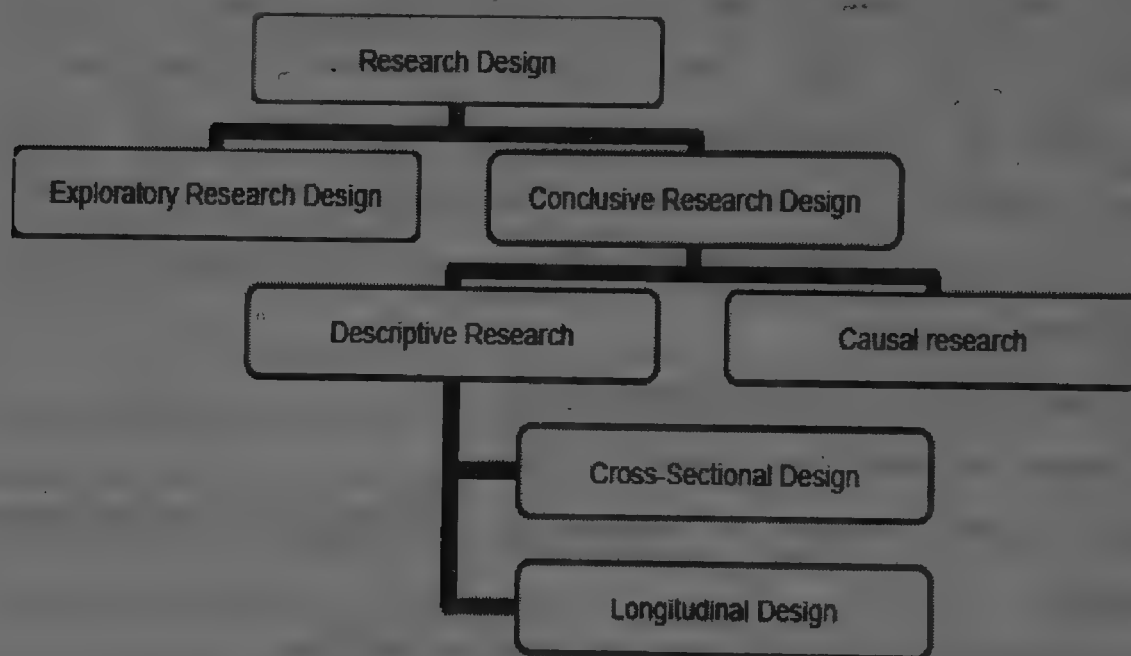 Research Design
Exploratory Research Design
Conclusive Research Design
Descriptive Research
Causal research
Cross-Sectional Design
Longitudinal Design